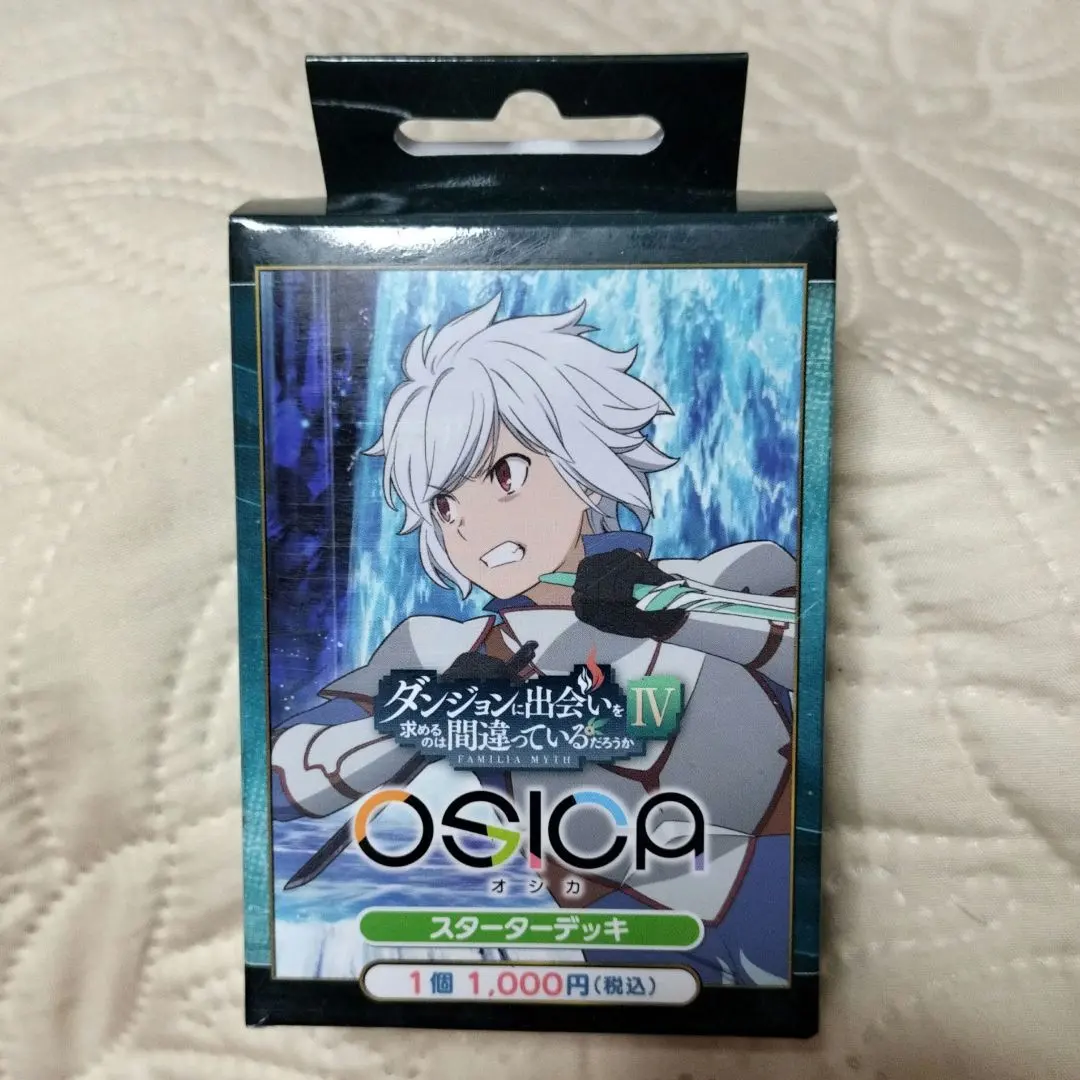 ダンジョンに出会いを
求めるのは間違っているだろうか
IV
FAMILIA MYTH
OSICA
オシカ
スターターデッキ
1個 1,000円(税込)